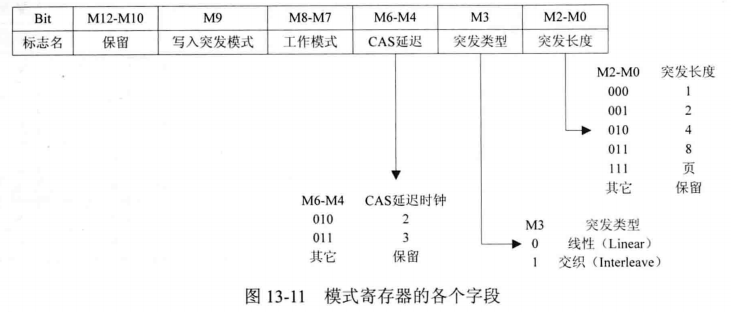 Bit M12-M10 M9 M8-M7 M6-M4 M3 M2-M0
标志名 保留 写入突发模式 工作模式 CAS延迟 突发类型 突发长度
M2-M0 突发长度
000 1
001 2
010 4
011 8
111 页
其它 保留
M6-M4 CAS延迟时钟
010 2
011 3
其它 保留
M3 突发类型
0 线性（Linear）
1 交织（Interleave）
图 13-11 模式寄存器的各个字段